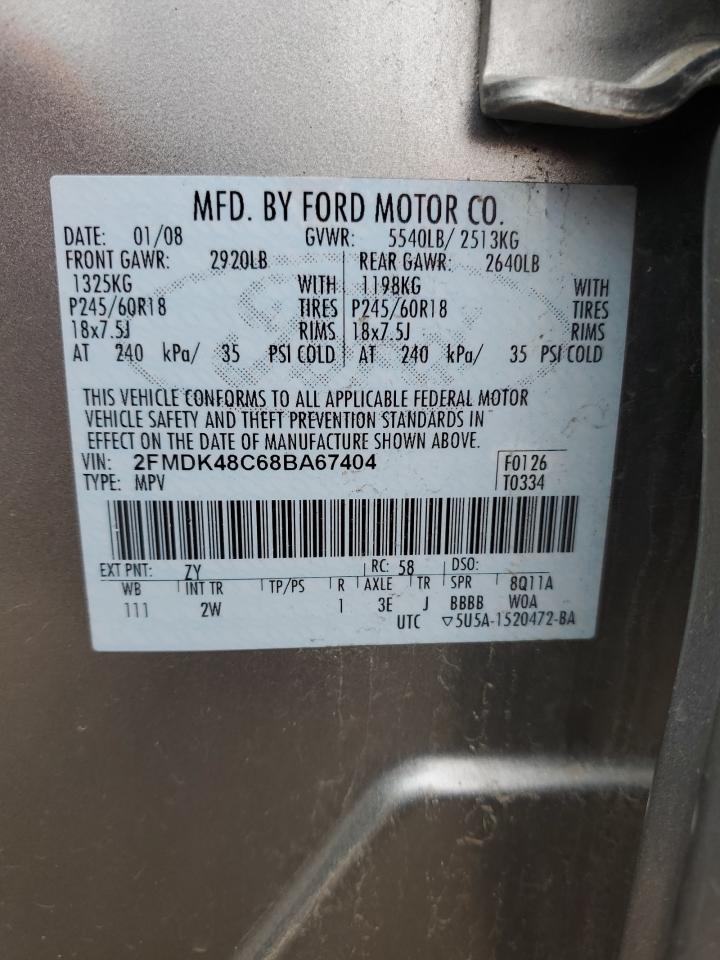 MFD. BY FORD MOTOR CO.
DATE: 01/08 GVWR: 5540LB/ 2513KG
FRONT GAWR: 2920LB REAR GAWR: 2640LB
1325KG WITH 1198KG WITH
P245/60R18 TIRES P245/60R18 TIRES
18x7.5J RIMS 18x7.5J RIMS
AT 240 kPa/ 35 PSI COLD AT 240 kPa/ 35 PSI COLD
THIS VEHICLE CONFORMS TO ALL APPLICABLE FEDERAL MOTOR
VEHICLE SAFETY AND THEFT PREVENTION STANDARDS IN
EFFECT ON THE DATE OF MANUFACTURE SHOWN ABOVE.
VIN: 2FMDK48C68BA67404 F0126
TYPE: MPV T0334
EXT PNT: ZY RC: 58 DSO:
WB INT TR TP/PS R AXLE TR SPR 8Q11A
111 2W 1 3E J BBBB W0A
UTC ▽5U5A-1520472-BA